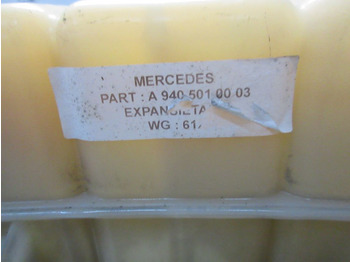 MERCEDES
PART : A 940 501 00 03
EXPANSIETA
WG : 61